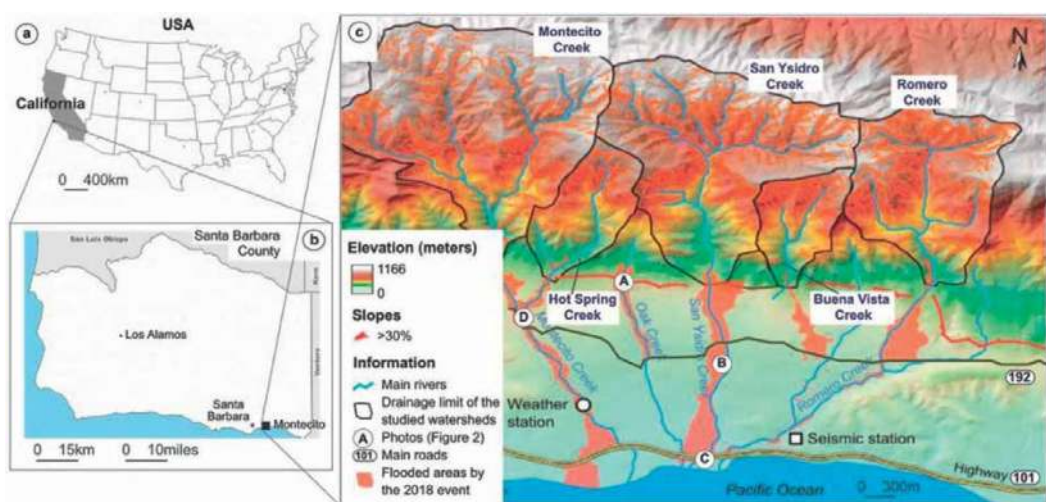 a
USA
California
0 400km
b
San Luis Obispo
Santa Barbara
County
Kern
Ventura
Los Alamos
Santa
Barbara
Montecito
0 15km 0 10miles
c
N
Montecito
Creek
San Ysidro
Creek
Romero
Creek
Elevation (meters)
1166
0
Slopes
>30%
Information
Main rivers
Drainage limit of the
studied watersheds
A Photos (Figure 2)
101 Main roads
Flooded areas by
the 2018 event
A
Hot Spring
Creek
Buena Vista
Creek
D
Montecito Creek
Oak Creek
San Ysidro Creek
B
Romero Creek
192
Weather
station
Seismic station
C
Highway 101
Pacific Ocean
0 300m